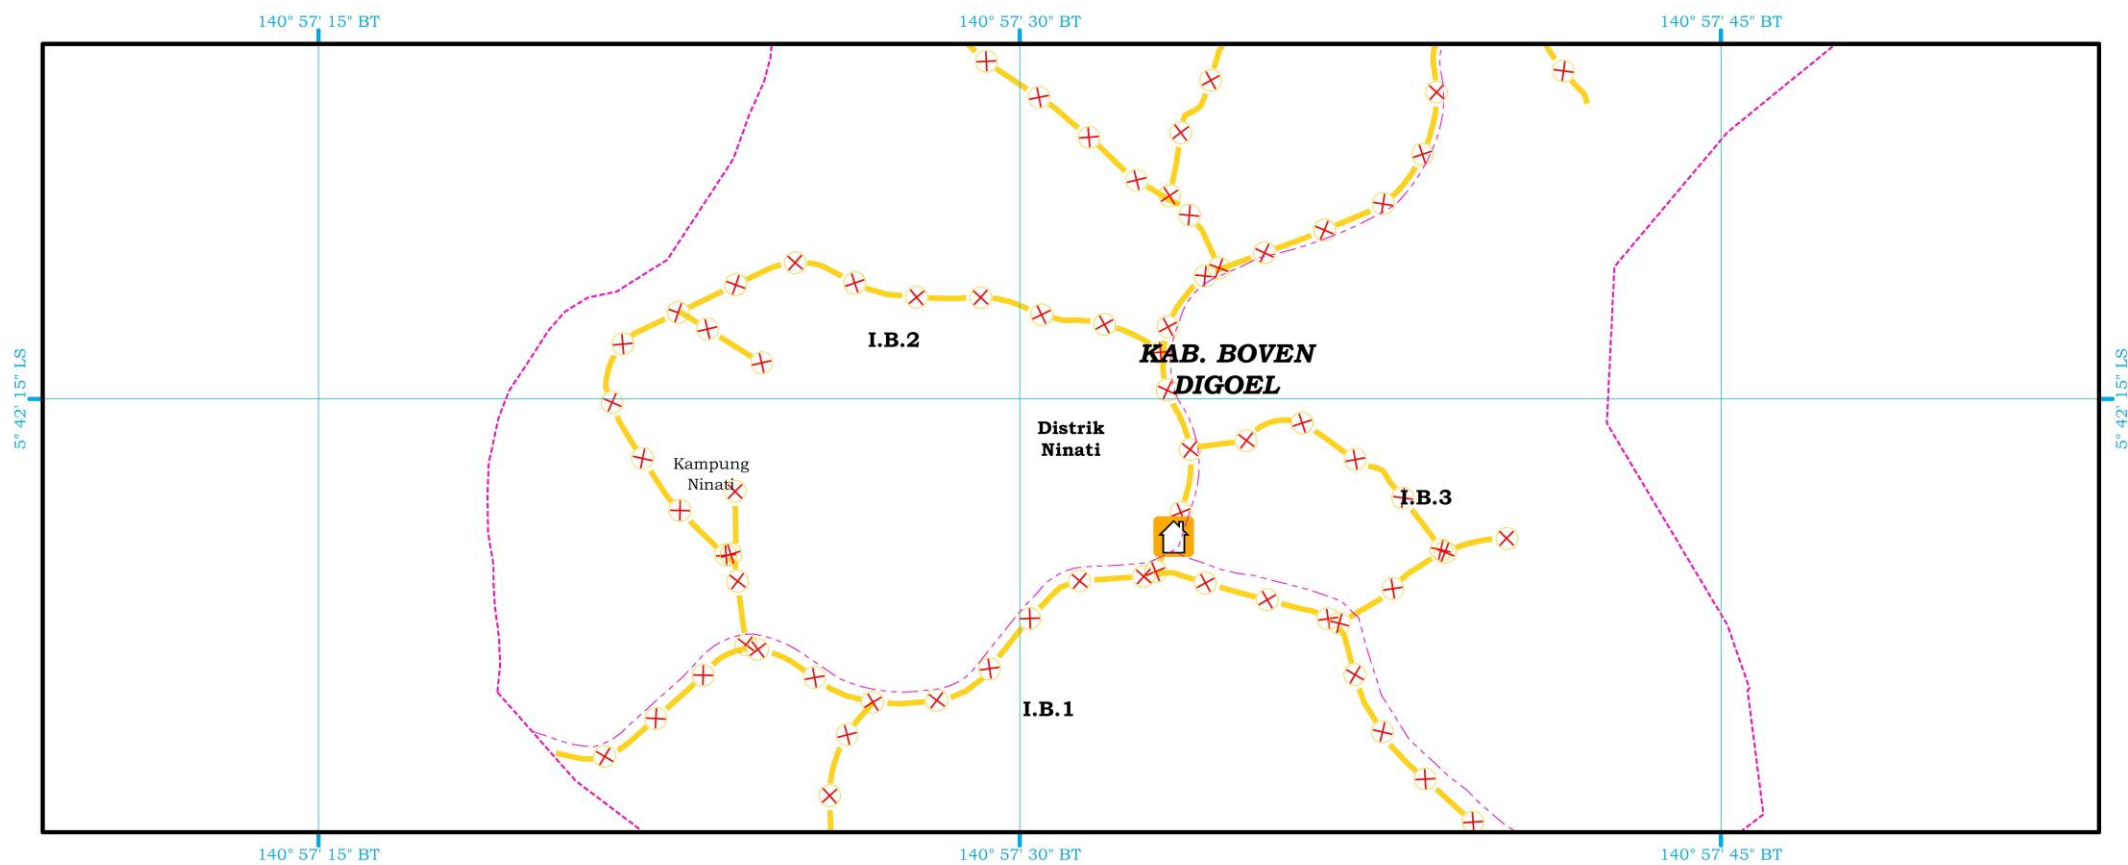 140° 57' 15" BT
140° 57' 30" BT
140° 57' 45" BT
I.B.2
KAB. BOVEN
DIGOEL
5° 42' 15" LS
5° 42' 15" LS
Distrik
Ninati
Kampung
Ninati
I.B.3
I.B.1
140° 57' 15" BT
140° 57' 30" BT
140° 57' 45" BT